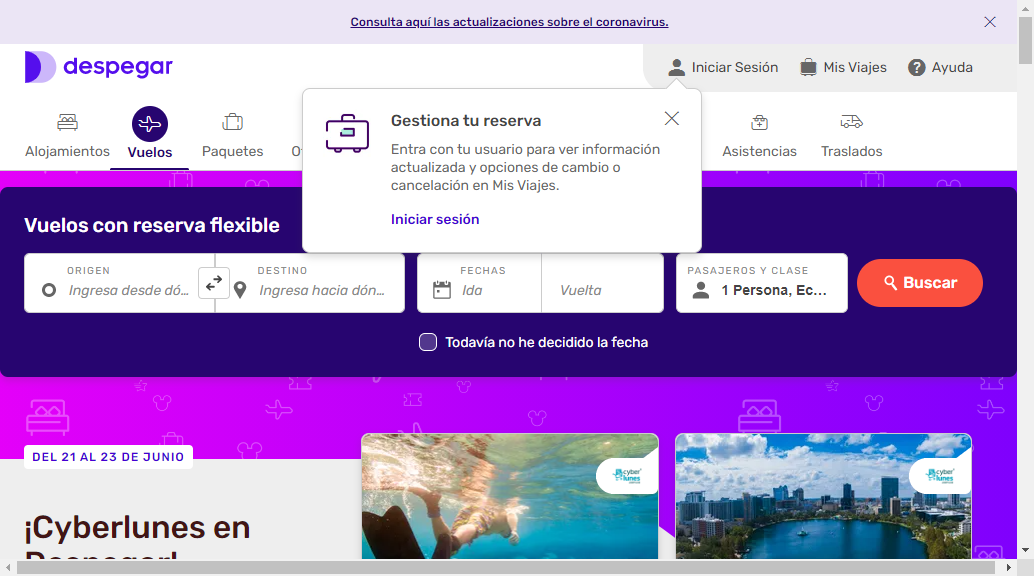 Consulta aquí las actualizaciones sobre el coronavirus.
despegar
Iniciar Sesión
Mis Viajes
Ayuda
Alojamientos
Vuelos
Paquetes
Asistencias
Traslados
Gestiona tu reserva
Entra con tu usuario para ver información
actualizada y opciones de cambio o
cancelación en Mis Viajes.
Iniciar sesión
Vuelos con reserva flexible
ORIGEN
Ingresa desde dó...
DESTINO
Ingresa hacia dón...
FECHAS
Ida
Vuelta
PASAJEROS Y CLASE
1 Persona, Ec...
Buscar
Todavía no he decidido la fecha
DEL 21 AL 23 DE JUNIO
cyber
lunes
cyber
lunes
¡Cyberlunes en
Despegar!